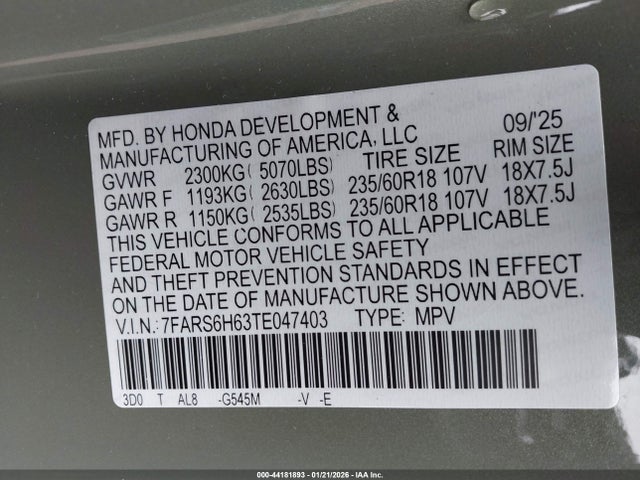 MFD. BY HONDA DEVELOPMENT &
MANUFACTURING OF AMERICA, LLC 09/'25
GVWR 2300KG( 5070LBS) TIRE SIZE RIM SIZE
GAWR F 1193KG( 2630LBS) 235/60R18 107V 18X7.5J
GAWR R 1150KG( 2535LBS) 235/60R18 107V 18X7.5J
THIS VEHICLE CONFORMS TO ALL APPLICABLE
FEDERAL MOTOR VEHICLE SAFETY
AND THEFT PREVENTION STANDARDS IN EFFECT
ON THE DATE OF MANUFACTURE SHOWN ABOVE.
V.I.N.: 7FARS6H63TE047403 TYPE: MPV
3D0 T AL8 -G545M -V -E
000-44181893 - 01/21/2026 - IAA Inc.